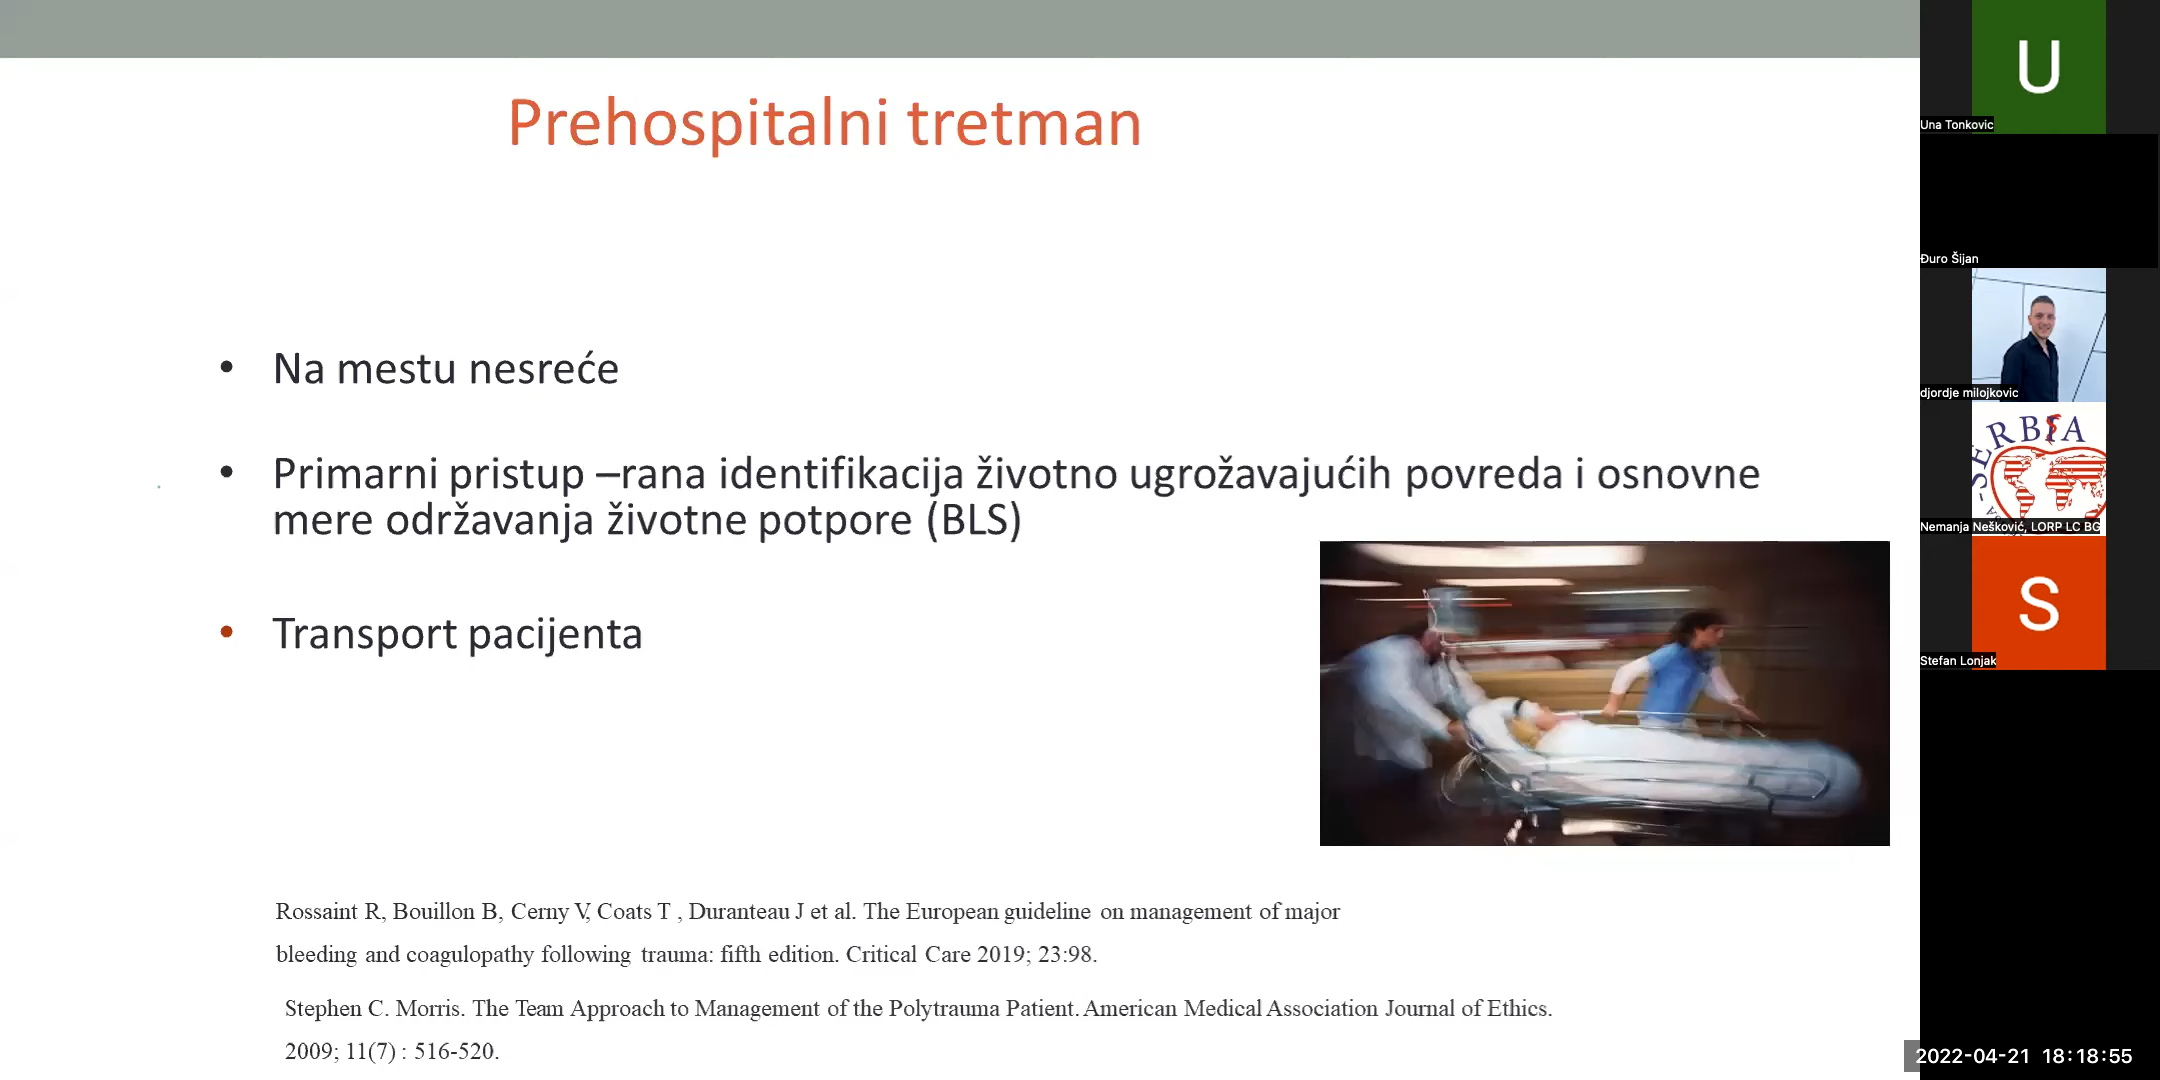 Prehospitalni tretman
• Na mestu nesreće
• Primarni pristup –rana identifikacija životno ugrožavajućih povreda i osnovne
mere održavanja životne potpore (BLS)
• Transport pacijenta
Rossaint R, Bouillon B, Cerny V, Coats T , Duranteau J et al. The European guideline on management of major
bleeding and coagulopathy following trauma: fifth edition. Critical Care 2019; 23:98.
Stephen C. Morris. The Team Approach to Management of the Polytrauma Patient. American Medical Association Journal of Ethics.
2009; 11(7) : 516-520.
U
Una Tonkovic
Đuro Šijan
djordje milojkovic
-SERBIA
Nemanja Nešković, LORP LC BG
S
Stefan Lonjak
2022-04-21 18:18:55